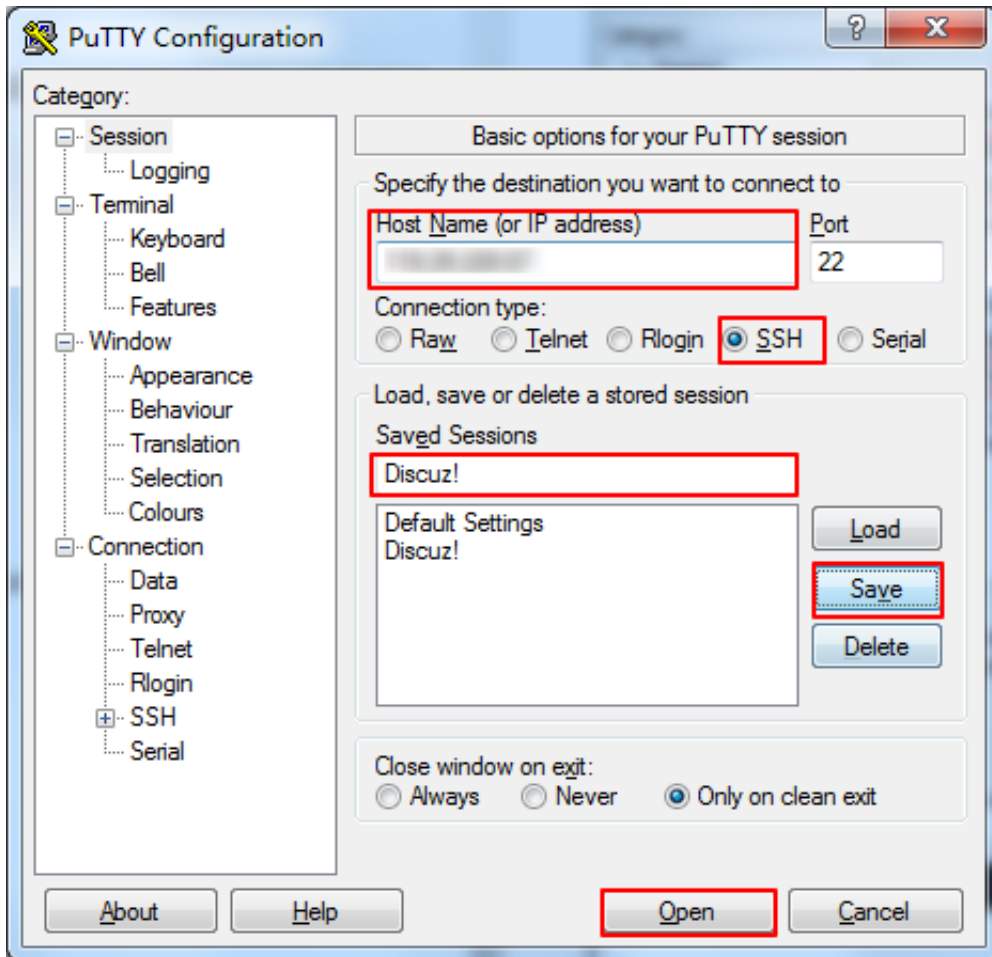 PuTTY Configuration
Category:
Session
Logging
Terminal
Keyboard
Bell
Features
Window
Appearance
Behaviour
Translation
Selection
Colours
Connection
Data
Proxy
Telnet
Rlogin
SSH
Serial
Basic options for your PuTTY session
Specify the destination you want to connect to
Host Name (or IP address) Port
22
Connection type:
Raw Telnet Rlogin SSH Serial
Load, save or delete a stored session
Saved Sessions
Discuz!
Default Settings
Discuz!
Load
Save
Delete
Close window on exit:
Always Never Only on clean exit
About Help Open Cancel